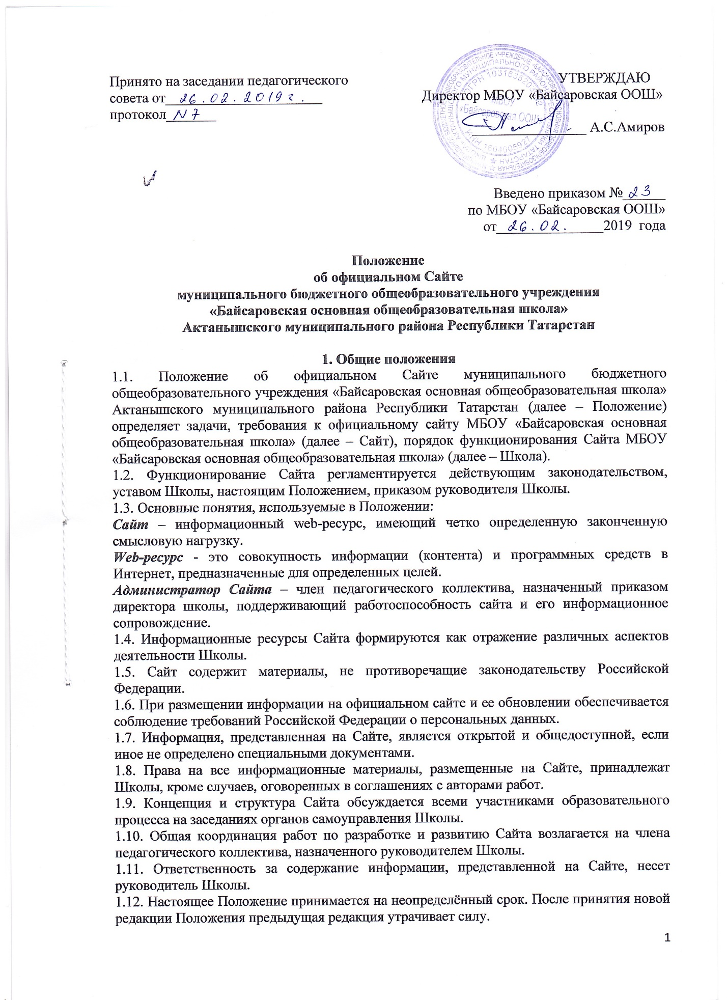 Принято на заседании педагогического
совета от 26.02.2019 г.
протокол N 7
УТВЕРЖДАЮ
Директор МБОУ «Байсаровская ООШ»
А.С.Амиров
МБОУ
«Байсаровская ООШ»
ИНН 1604005927
Введено приказом № 23
по МБОУ «Байсаровская ООШ»
от 26.02. 2019 года
Положение
об официальном Сайте
муниципального бюджетного общеобразовательного учреждения
«Байсаровская основная общеобразовательная школа»
Актанышского муниципального района Республики Татарстан
1. Общие положения
1.1. Положение об официальном Сайте муниципального бюджетного
общеобразовательного учреждения «Байсаровская основная общеобразовательная школа»
Актанышского муниципального района Республики Татарстан (далее – Положение)
определяет задачи, требования к официальному сайту МБОУ «Байсаровская основная
общеобразовательная школа» (далее – Сайт), порядок функционирования Сайта МБОУ
«Байсаровская основная общеобразовательная школа» (далее – Школа).
1.2. Функционирование Сайта регламентируется действующим законодательством,
уставом Школы, настоящим Положением, приказом руководителя Школы.
1.3. Основные понятия, используемые в Положении:
Сайт – информационный web-ресурс, имеющий четко определенную законченную
смысловую нагрузку.
Web-ресурс - это совокупность информации (контента) и программных средств в
Интернет, предназначенные для определенных целей.
Администратор Сайта – член педагогического коллектива, назначенный приказом
директора школы, поддерживающий работоспособность сайта и его информационное
сопровождение.
1.4. Информационные ресурсы Сайта формируются как отражение различных аспектов
деятельности Школы.
1.5. Сайт содержит материалы, не противоречащие законодательству Российской
Федерации.
1.6. При размещении информации на официальном сайте и ее обновлении обеспечивается
соблюдение требований Российской Федерации о персональных данных.
1.7. Информация, представленная на Сайте, является открытой и общедоступной, если
иное не определено специальными документами.
1.8. Права на все информационные материалы, размещенные на Сайте, принадлежат
Школы, кроме случаев, оговоренных в соглашениях с авторами работ.
1.9. Концепция и структура Сайта обсуждается всеми участниками образовательного
процесса на заседаниях органов самоуправления Школы.
1.10. Общая координация работ по разработке и развитию Сайта возлагается на члена
педагогического коллектива, назначенного руководителем Школы.
1.11. Ответственность за содержание информации, представленной на Сайте, несет
руководитель Школы.
1.12. Настоящее Положение принимается на неопределённый срок. После принятия новой
редакции Положения предыдущая редакция утрачивает силу.
1